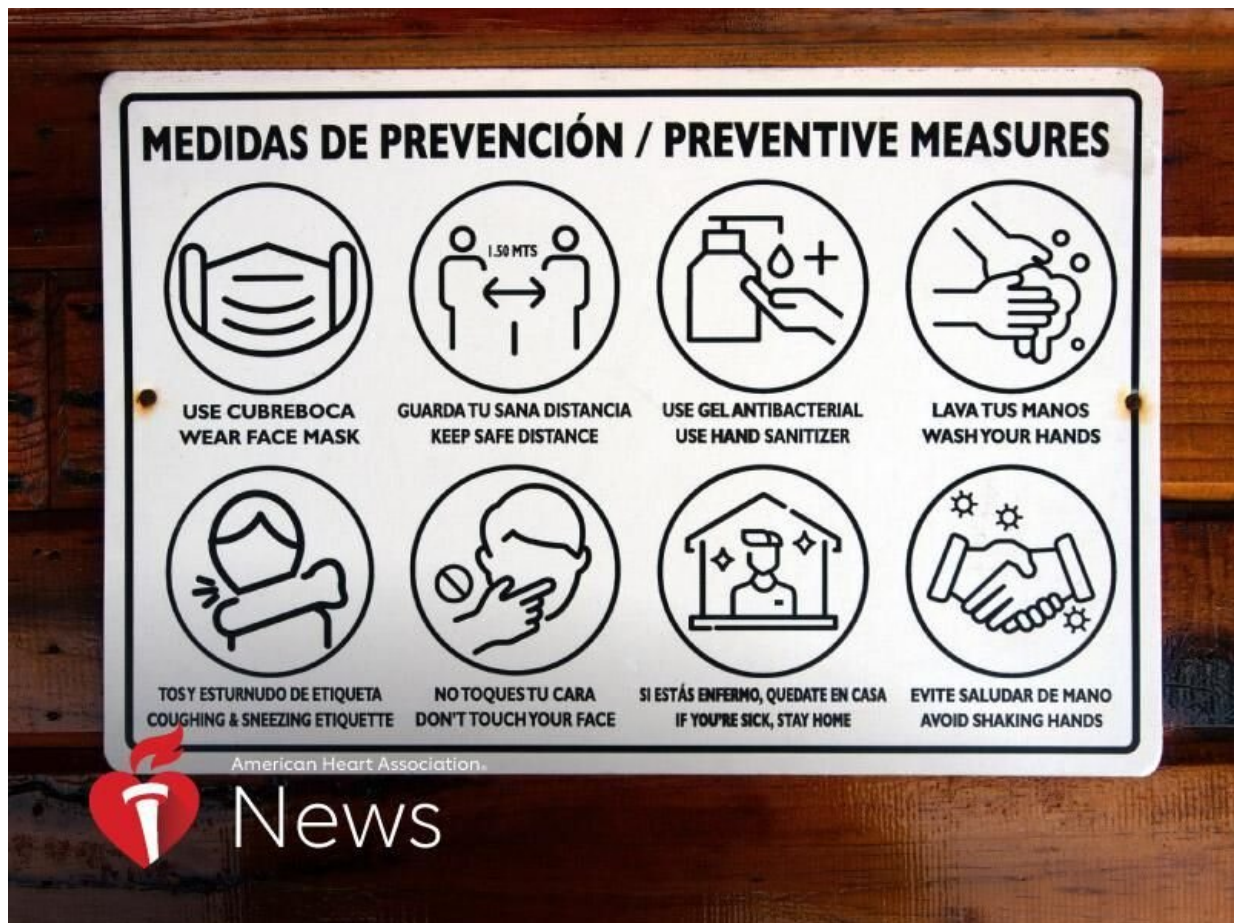 MEDIDAS DE PREVENCIÓN / PREVENTIVE MEASURES
1.50 MTS
USE CUBREBOCA
WEAR FACE MASK
GUARDA TU SANA DISTANCIA
KEEP SAFE DISTANCE
USE GEL ANTIBACTERIAL
USE HAND SANITIZER
LAVA TUS MANOS
WASH YOUR HANDS
TOS Y ESTURNUDO DE ETIQUETA
COUGHING & SNEEZING ETIQUETTE
NO TOQUES TU CARA
DON'T TOUCH YOUR FACE
SI ESTÁS ENFERMO, QUEDATE EN CASA
IF YOU'RE SICK, STAY HOME
EVITE SALUDAR DE MANO
AVOID SHAKING HANDS
American Heart Association®
News